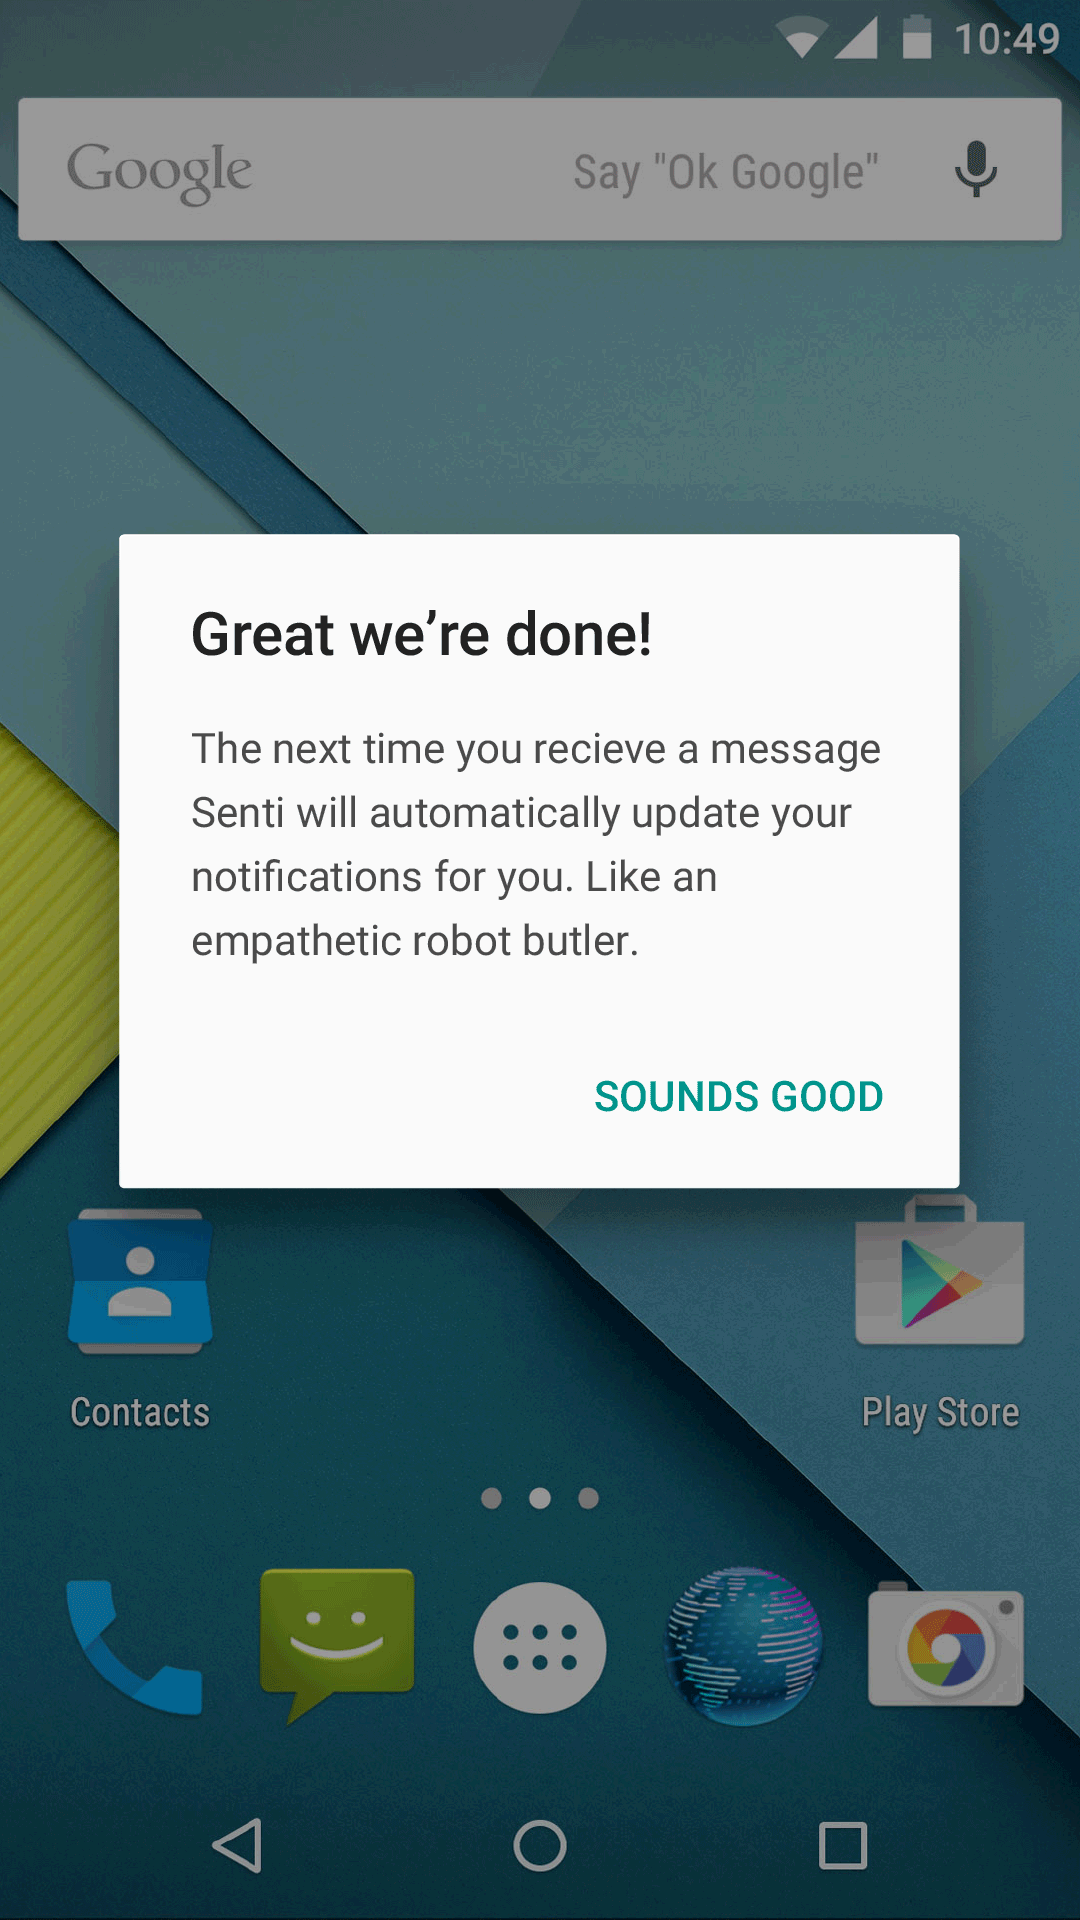 10:49
Google Say "Ok Google"
Great we’re done!
The next time you recieve a message
Senti will automatically update your
notifications for you. Like an
empathetic robot butler.
SOUNDS GOOD
Contacts Play Store